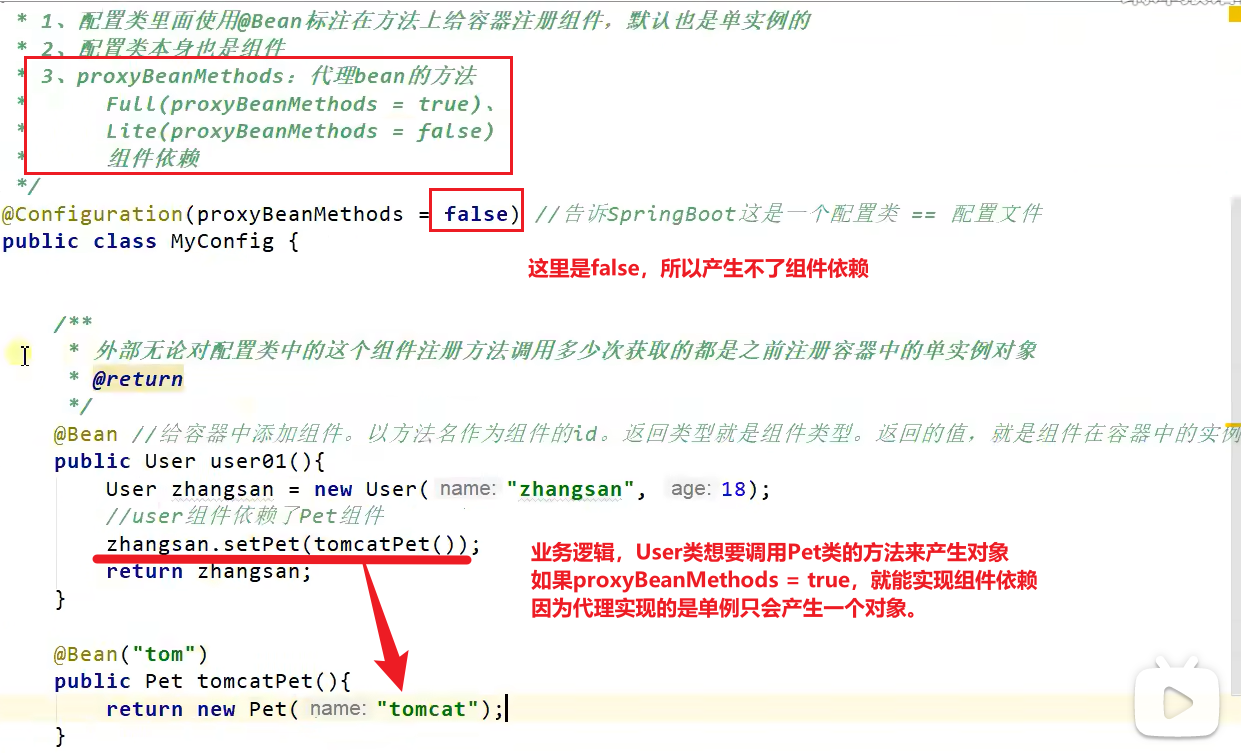 * 1、配置类里面使用@Bean标注在方法上给容器注册组件，默认也是单实例的
* 2、配置类本身也是组件
* 3、proxyBeanMethods：代理bean的方法
* Full(proxyBeanMethods = true)、
* Lite(proxyBeanMethods = false)
* 组件依赖
*/
@Configuration(proxyBeanMethods = false) //告诉SpringBoot这是一个配置类 == 配置文件
public class MyConfig {
这里是false，所以产生不了组件依赖
/**
* 外部无论对配置类中的这个组件注册方法调用多少次获取的都是之前注册容器中的单实例对象
* @return
*/
@Bean //给容器中添加组件。以方法名作为组件的id。返回类型就是组件类型。返回的值，就是组件在容器中的实例
public User user01(){
User zhangsan = new User( name: "zhangsan", age: 18);
//user组件依赖了Pet组件
zhangsan.setPet(tomcatPet());
return zhangsan;
}
业务逻辑，User类想要调用Pet类的方法来产生对象
如果proxyBeanMethods = true，就能实现组件依赖
因为代理实现的是单例只会产生一个对象。
@Bean("tom")
public Pet tomcatPet(){
return new Pet( name: "tomcat");
}